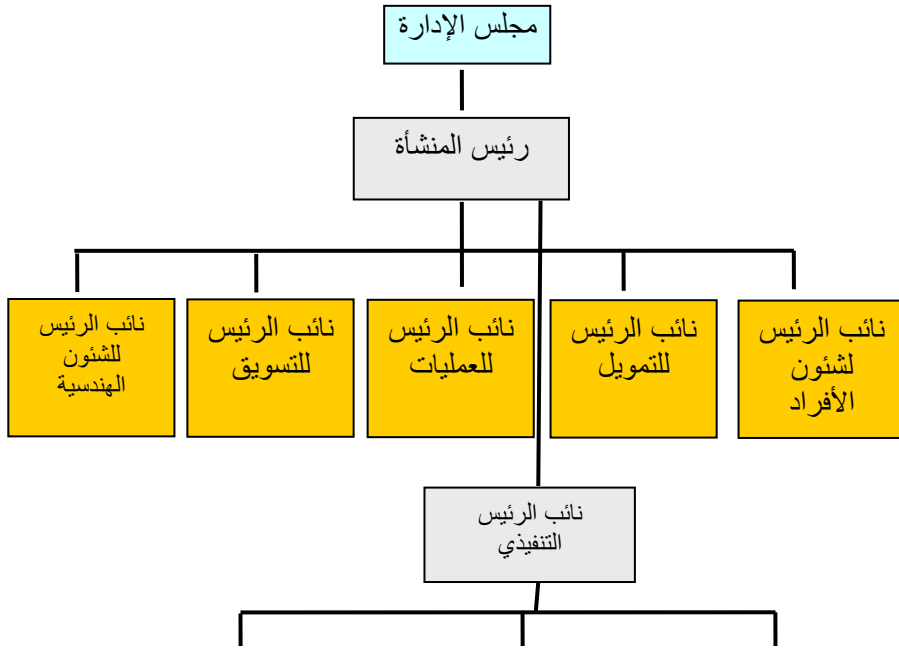 مجلس الإدارة
رئيس المنشأة
نائب الرئيس
لشئون
الأفراد
نائب الرئيس
للتمويل
نائب الرئيس
للعمليات
نائب الرئيس
للتسويق
نائب الرئيس
للشئون
الهندسية
نائب الرئيس
التنفيذي